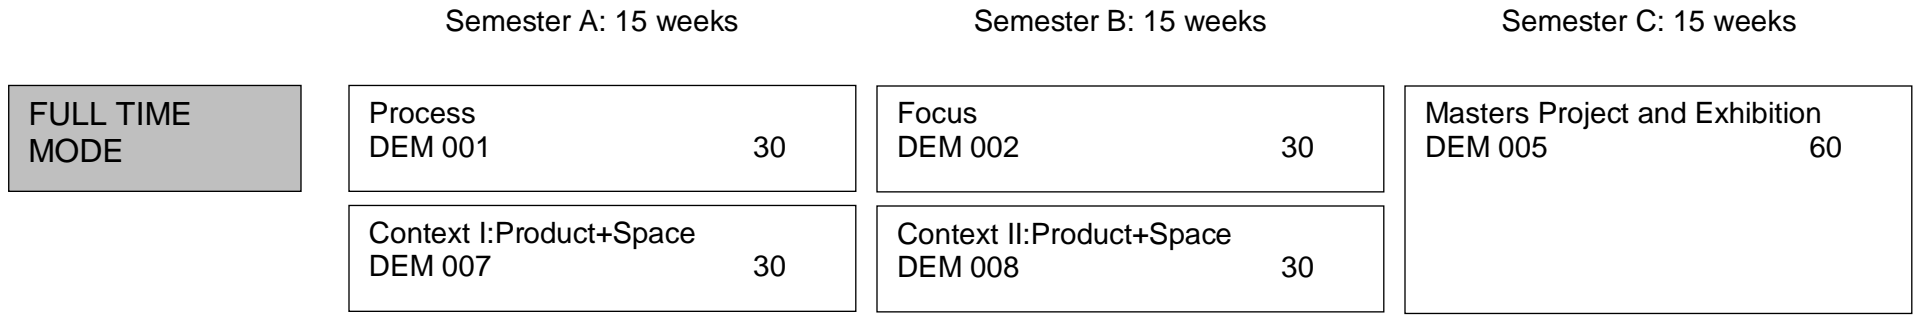 Semester A: 15 weeks
Semester B: 15 weeks
Semester C: 15 weeks
FULL TIME
MODE
Process
DEM 001 30
Focus
DEM 002 30
Masters Project and Exhibition
DEM 005 60
Context I:Product+Space
DEM 007 30
Context II:Product+Space
DEM 008 30